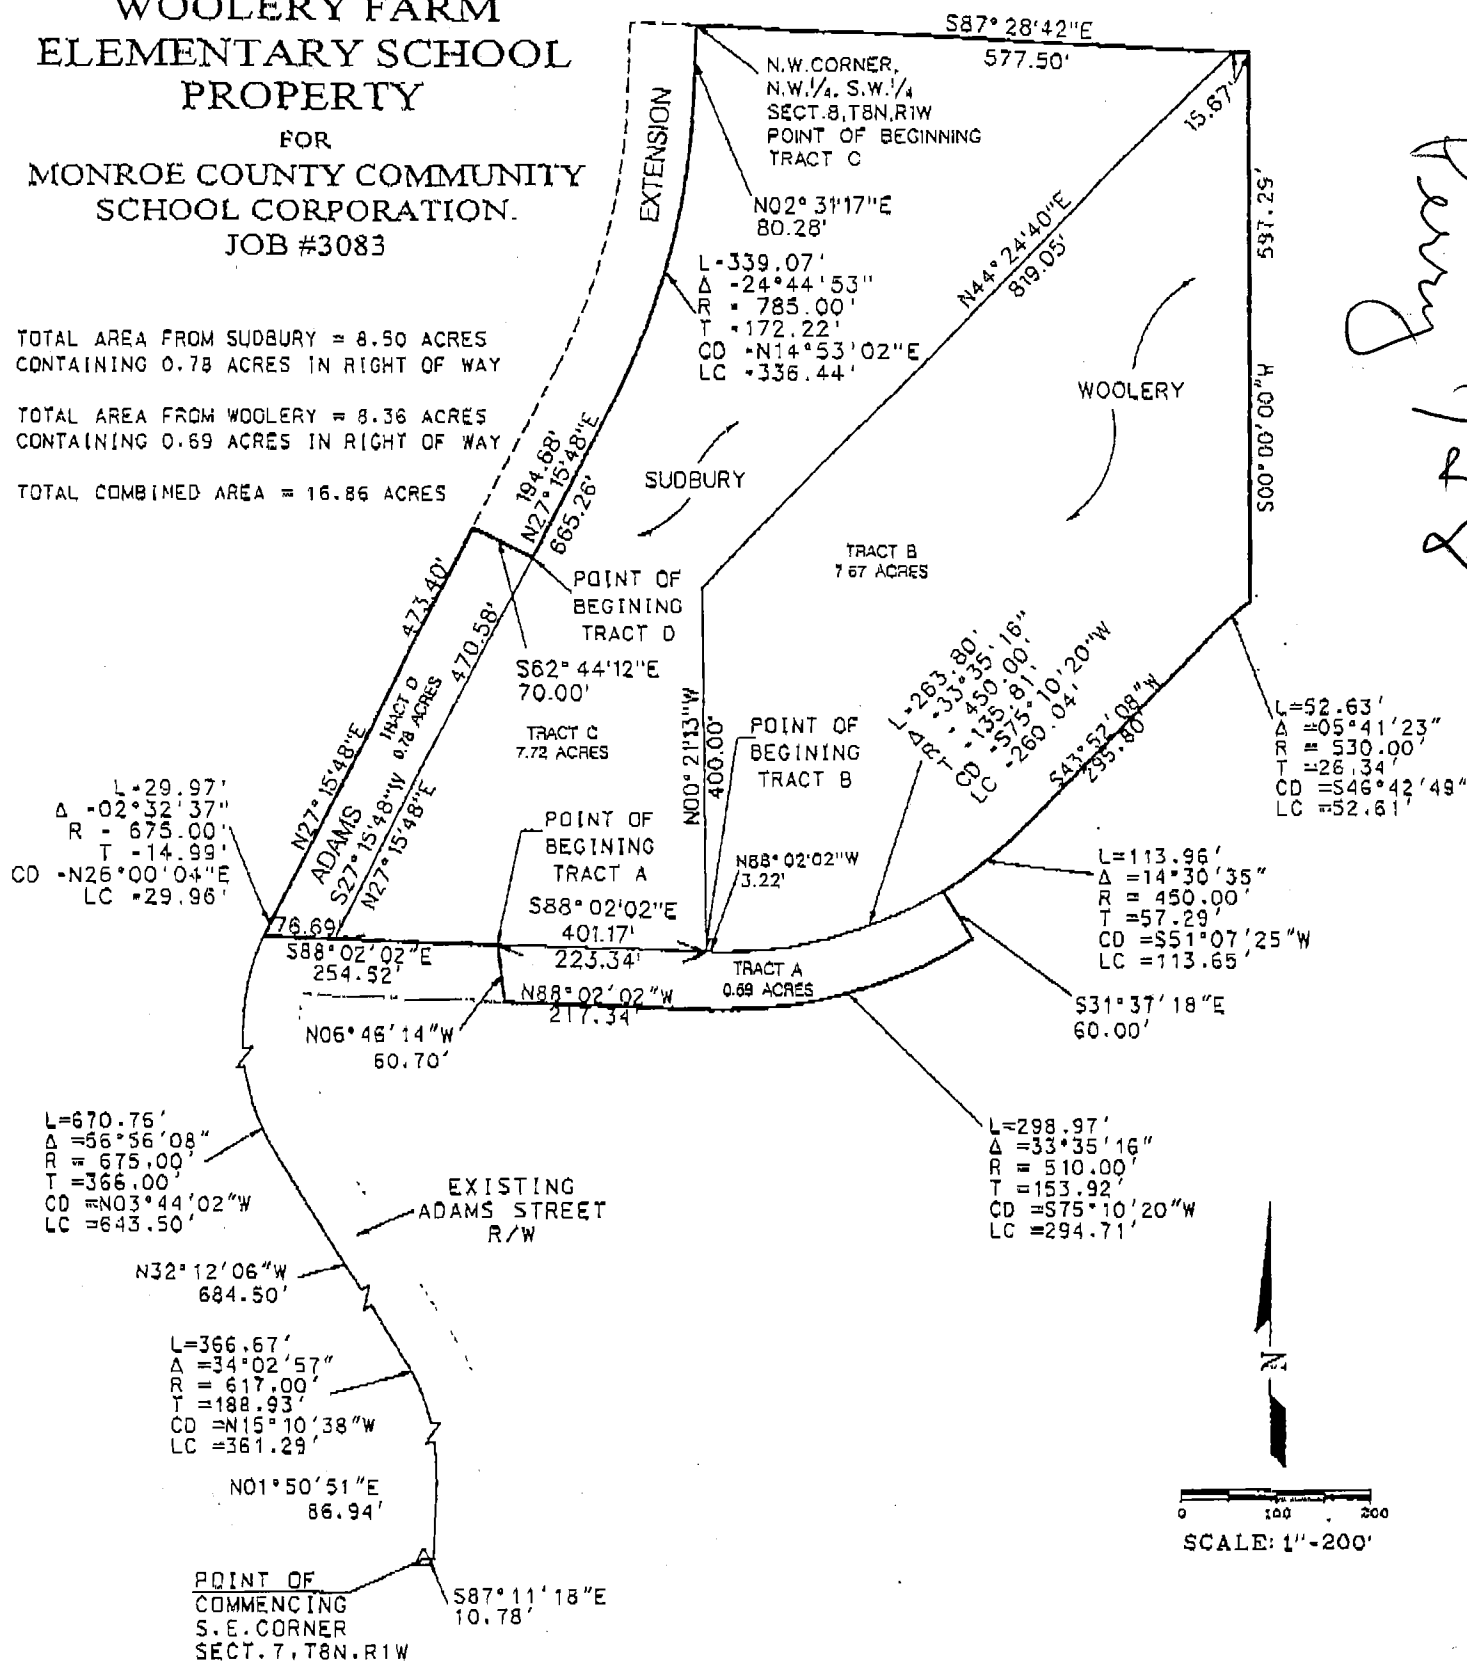 WOOLERY FARM
ELEMENTARY SCHOOL
PROPERTY
FOR
MONROE COUNTY COMMUNITY
SCHOOL CORPORATION.
JOB #3083
TOTAL AREA FROM SUDBURY = 8.50 ACRES
CONTAINING 0.78 ACRES IN RIGHT OF WAY
TOTAL AREA FROM WOOLERY = 8.36 ACRES
CONTAINING 0.69 ACRES IN RIGHT OF WAY
TOTAL COMBINED AREA = 16.86 ACRES
S87°28'42"E
577.50'
N.W.CORNER,
N.W.1/4, S.W.1/4
SECT.8,T8N,R1W
POINT OF BEGINNING
TRACT C
EXTENSION
N02°31'17"E
80.28'
L=339.07'
Δ =24°44'53"
R = 785.00'
T =172.22'
CD =N14°53'02"E
LC =336.44'
15.67'
597.25'
S00°00'00"W
N44°24'40"E
819.05'
WOOLERY
SUDBURY
194.68'
N27°15'48"E
665.26'
TRACT B
7.67 ACRES
POINT OF
BEGINING
TRACT D
S62°44'12"E
70.00'
473.40'
N27°15'48"E
TRACT D
0.78 ACRES
470.58'
ADAMS
S27°15'48"W
N27°15'48"E
TRACT C
7.72 ACRES
N00°21'13"W
400.00'
POINT OF
BEGINING
TRACT B
L=263.80'
Δ =33°35'16"
R = 450.00'
T =135.81'
CD =S75°10'20"W
LC =260.04'
S43°52'08"W
295.80'
L=52.63'
Δ =05°41'23"
R = 530.00'
T =26.34'
CD =S46°42'49"W
LC =52.61'
L=29.97'
Δ =02°32'37"
R = 675.00'
T =14.99'
CD =N26°00'04"E
LC =29.96'
POINT OF
BEGINING
TRACT A
N88°02'02"W
3.22'
L=113.96'
Δ =14°30'35"
R = 450.00'
T =57.29'
CD =S51°07'25"W
LC =113.65'
76.69'
S88°02'02"E
254.52'
S88°02'02"E
401.17'
223.34'
N88°02'02"W
217.34'
TRACT A
0.69 ACRES
S31°37'18"E
60.00'
N06°46'14"W
60.70'
L=298.97'
Δ =33°35'16"
R = 510.00'
T =153.92'
CD =S75°10'20"W
LC =294.71'
L=670.76'
Δ =56°56'08"
R = 675.00'
T =366.00'
CD =N03°44'02"W
LC =643.50'
EXISTING
ADAMS STREET
R/W
N32°12'06"W
684.50'
L=366.67'
Δ =34°02'57"
R = 617.00'
T =188.93'
CD =N15°10'38"W
LC =361.29'
N01°50'51"E
86.94'
POINT OF
COMMENCING
S.E.CORNER
SECT.7,T8N.R1W
S87°11'18"E
10.78'
N
0 100 200
SCALE: 1"=200'
Perry